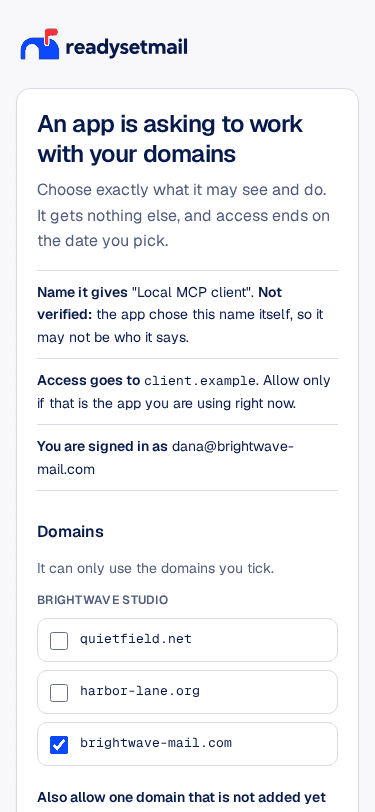 readysetmail
An app is asking to work
with your domains
Choose exactly what it may see and do.
It gets nothing else, and access ends on
the date you pick.
Name it gives "Local MCP client". Not
verified: the app chose this name itself, so it
may not be who it says.
Access goes to client.example. Allow only
if that is the app you are using right now.
You are signed in as dana@brightwave-
mail.com
Domains
It can only use the domains you tick.
BRIGHTWAVE STUDIO
quietfield.net
harbor-lane.org
brightwave-mail.com
Also allow one domain that is not added yet